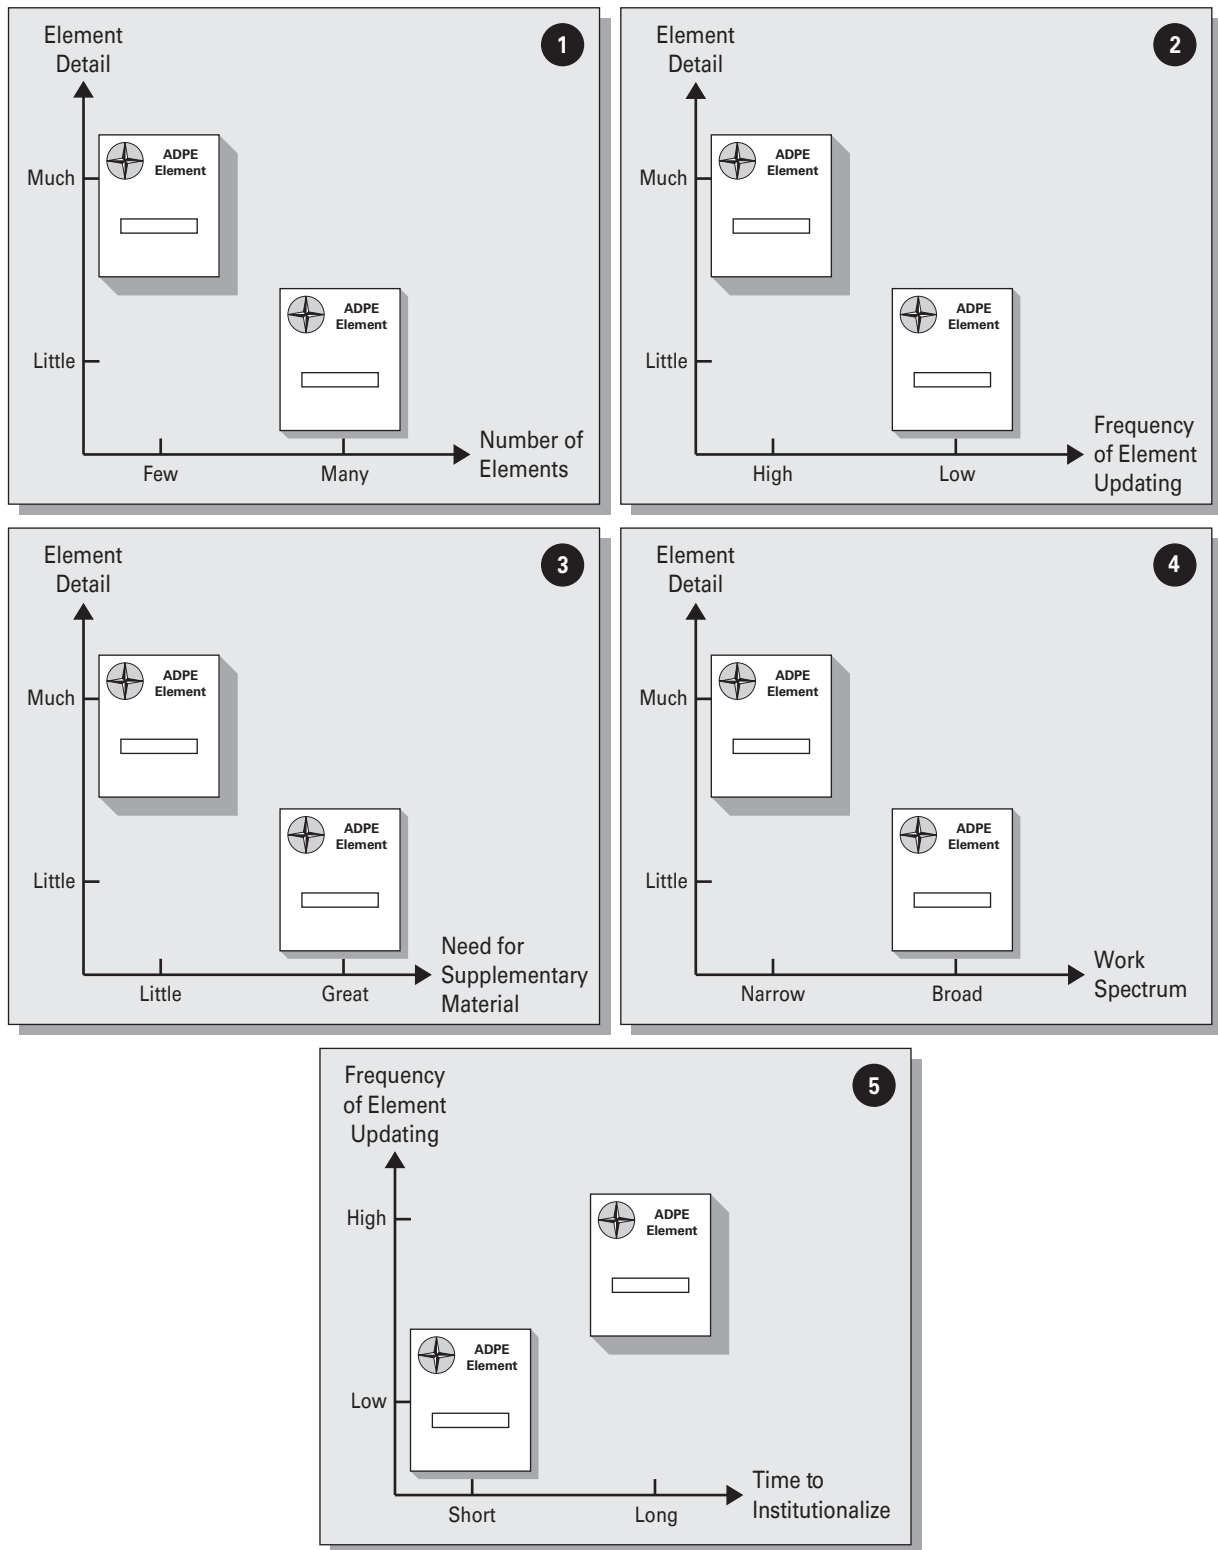 Element
Detail
1
Much
ADPE
Element
ADPE
Element
Little
Few
Many
Number of
Elements
Element
Detail
2
Much
ADPE
Element
ADPE
Element
Little
High
Low
Frequency
of Element
Updating
Element
Detail
3
Much
ADPE
Element
ADPE
Element
Little
Little
Great
Need for
Supplementary
Material
Element
Detail
4
Much
ADPE
Element
ADPE
Element
Little
Narrow
Broad
Work
Spectrum
Frequency
of Element
Updating
5
High
ADPE
Element
ADPE
Element
Low
Short
Long
Time to
Institutionalize